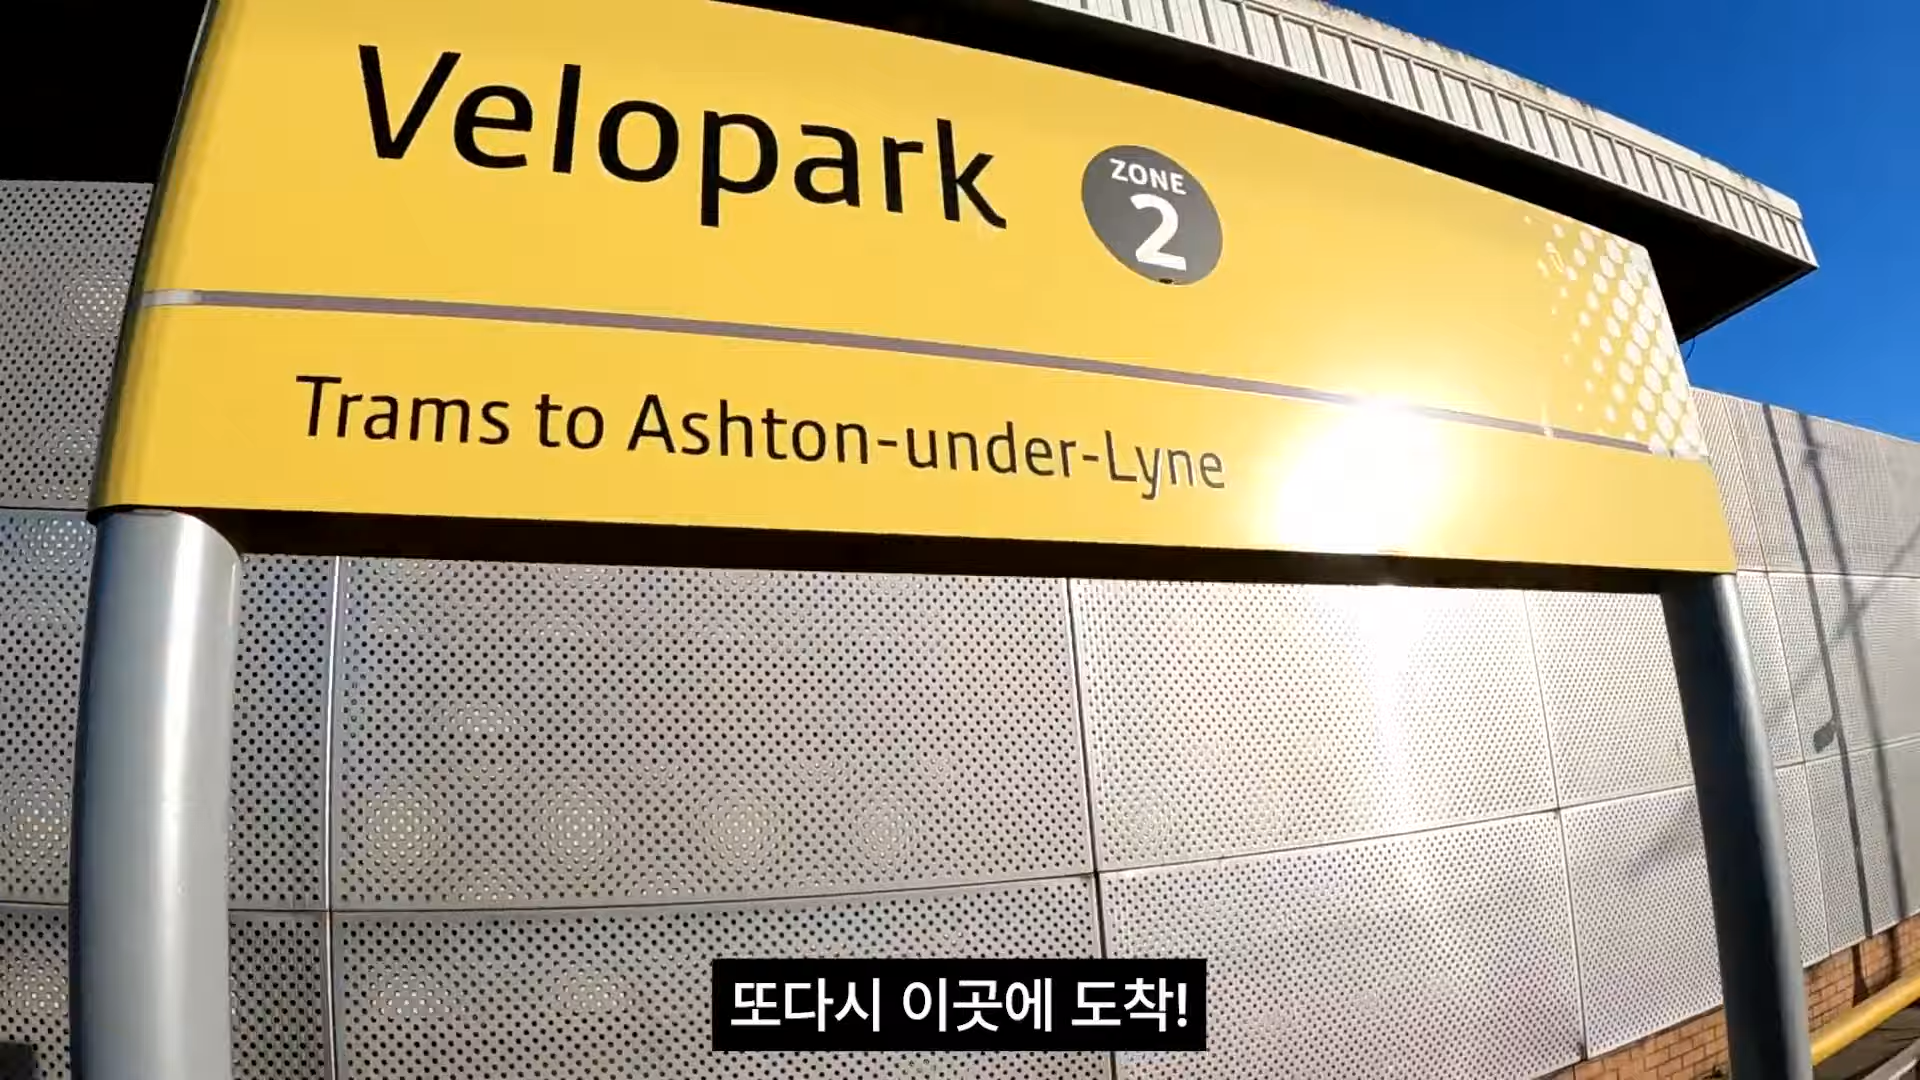 Velopark
ZONE
2
Trams to Ashton-under-Lyne
또다시 이곳에 도착!